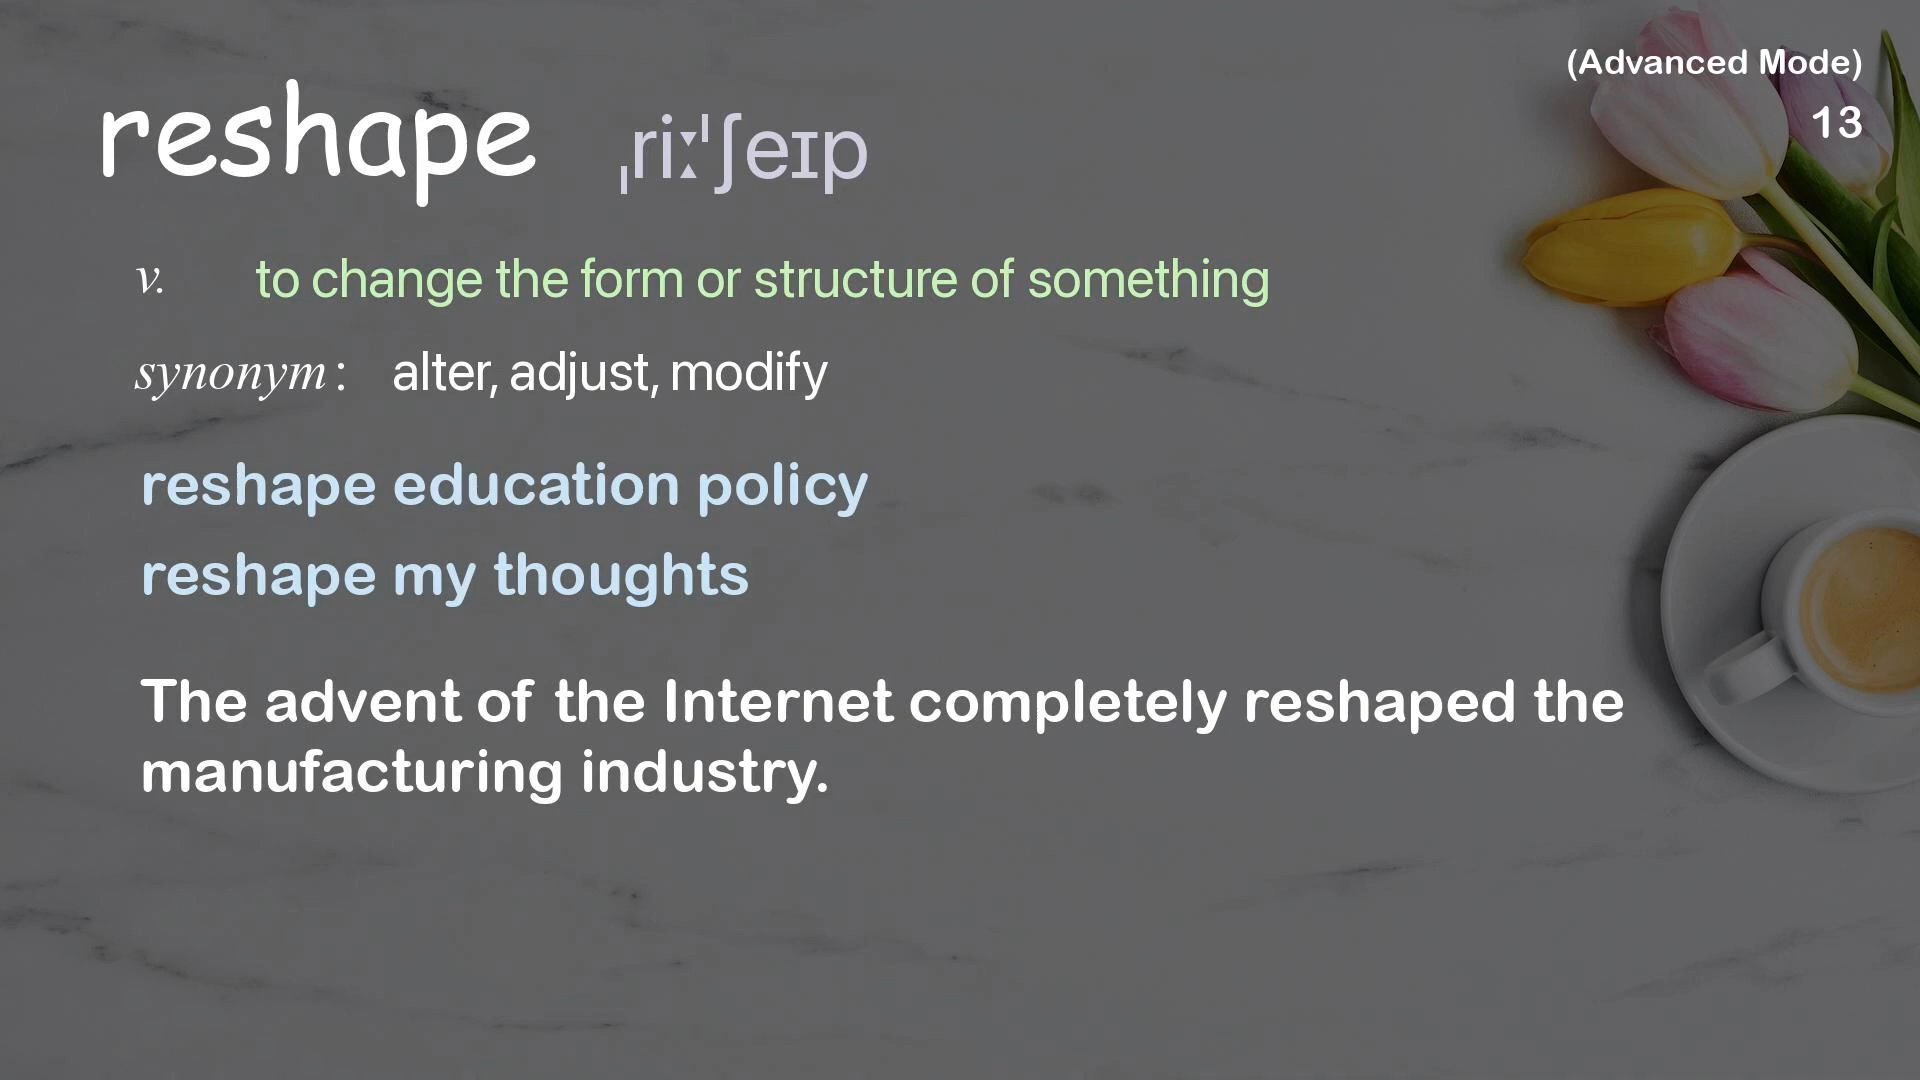 (Advanced Mode)
13
reshape ˌriːˈʃeɪp
v. to change the form or structure of something
synonym : alter, adjust, modify
reshape education policy
reshape my thoughts
The advent of the Internet completely reshaped the
manufacturing industry.